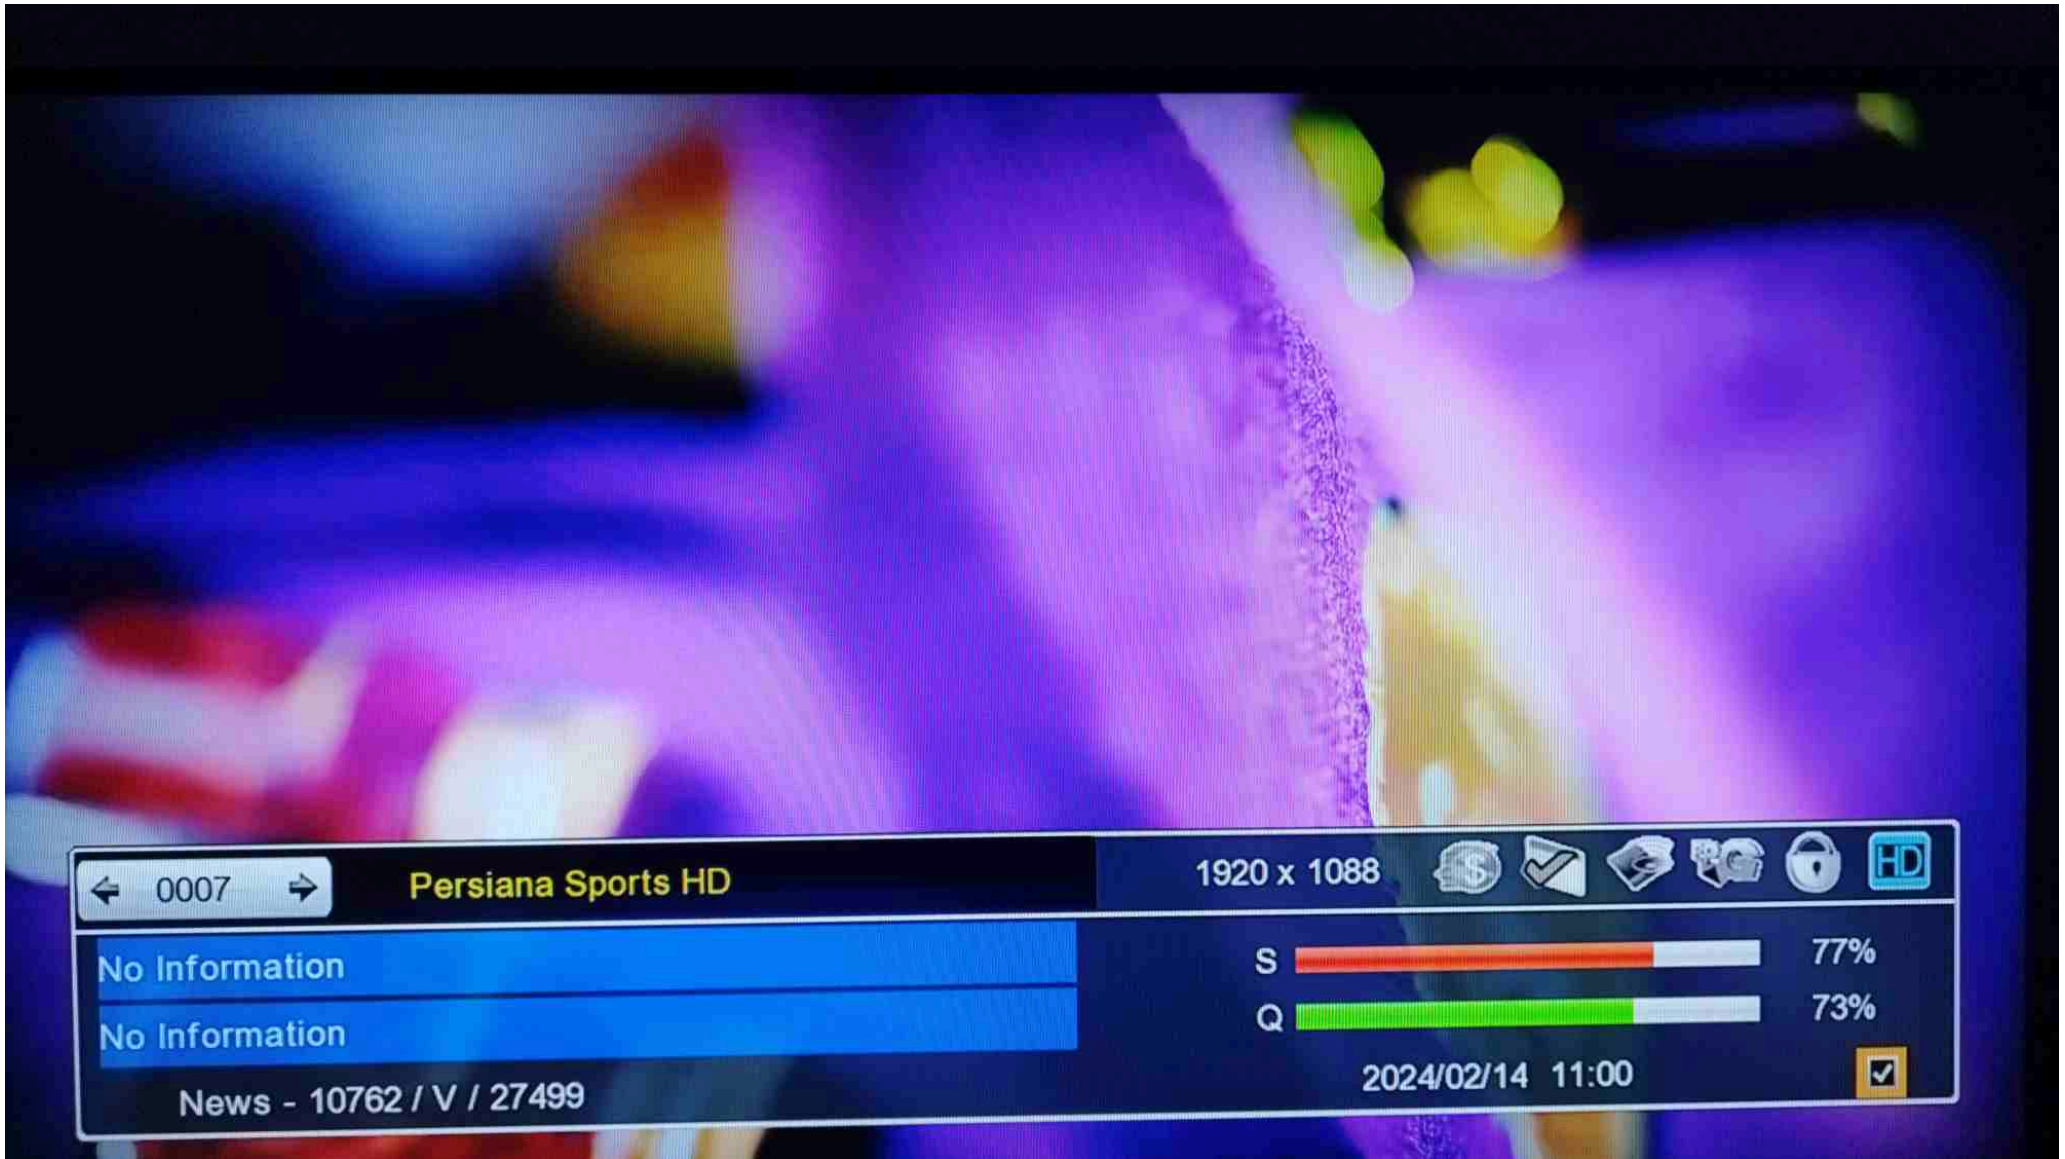 0007 Persiana Sports HD 1920 x 1088 HD
No Information S 77%
No Information Q 73%
News - 10762 / V / 27499 2024/02/14 11:00